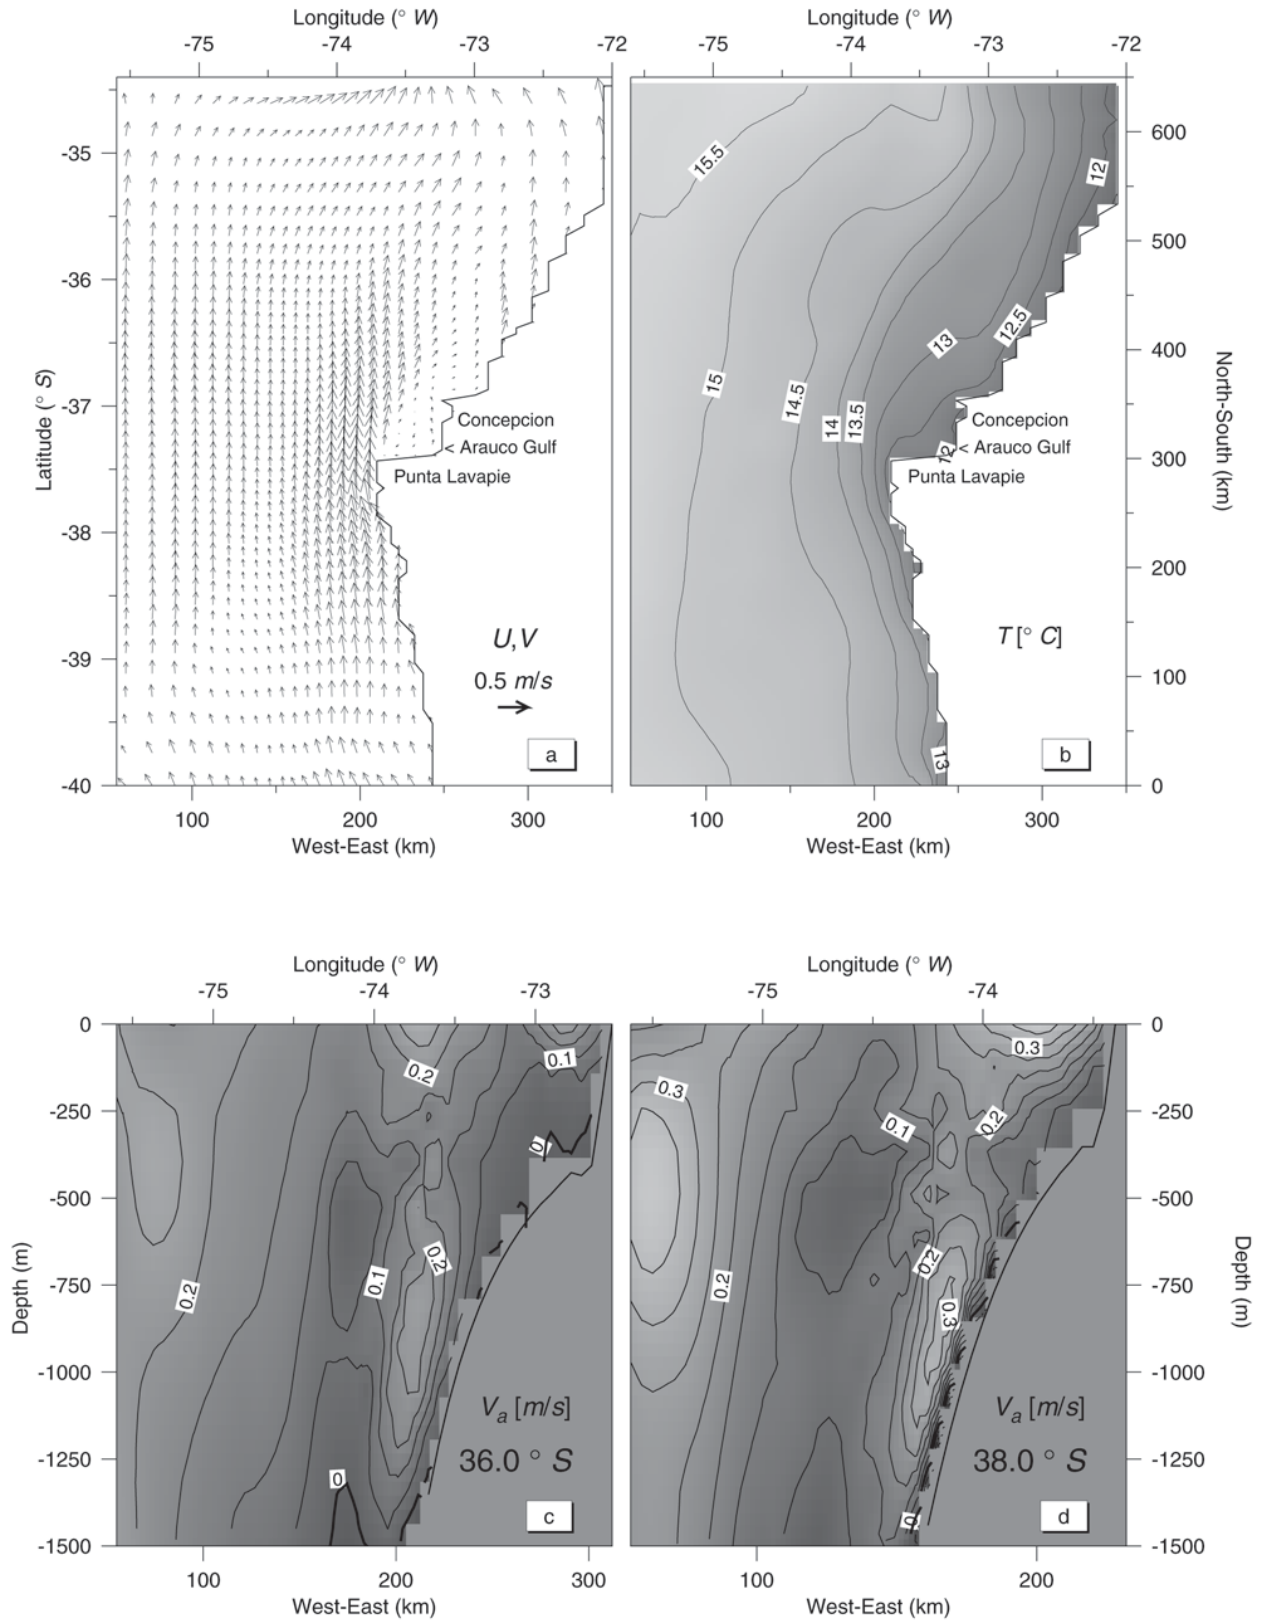 Longitude (° W)
Longitude (° W)
-75 -74 -73 -72
-75 -74 -73 -72
-35
-36
-37
-38
-39
-40
Latitude (° S)
Concepcion
< Arauco Gulf
Punta Lavapie
U,V
0.5 m/s
a
100 200 300
West-East (km)
15.5
12
12.5
13
15
14.5
14
13.5
12
Concepcion
< Arauco Gulf
Punta Lavapie
T [° C]
13
b
600
500
400
300
200
100
0
North-South (km)
100 200 300
West-East (km)
Longitude (° W)
Longitude (° W)
-75 -74 -73
-75 -74
0
-250
-500
-750
-1000
-1250
-1500
Depth (m)
0.1
0.2
0
0.2
0.1
0.2
0
Va [m/s]
36.0 ° S
c
100 200 300
West-East (km)
0.3
0.3
0.1
0.2
0.2
0.2
0.3
0
Va [m/s]
38.0 ° S
d
0
-250
-500
-750
-1000
-1250
-1500
Depth (m)
100 200
West-East (km)